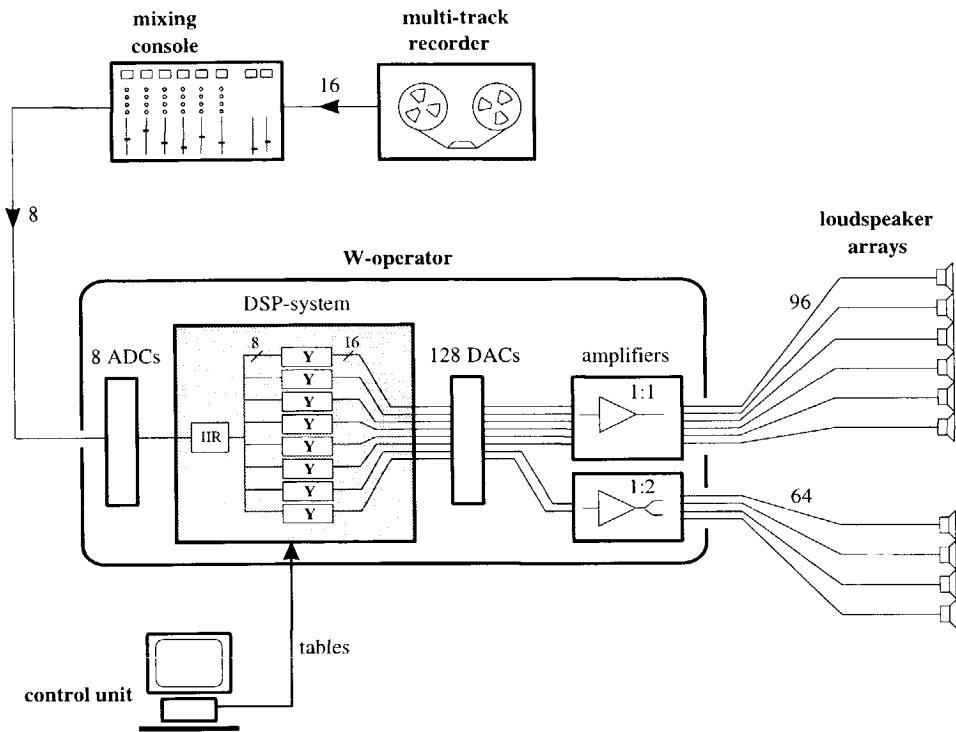 mixing
console
multi-track
recorder
16
8
loudspeaker
arrays
W-operator
DSP-system
96
8 ADCs
8
16
128 DACs
amplifiers
Y
Y
Y
Y
Y
Y
Y
Y
IIR
1:1
1:2
64
tables
control unit